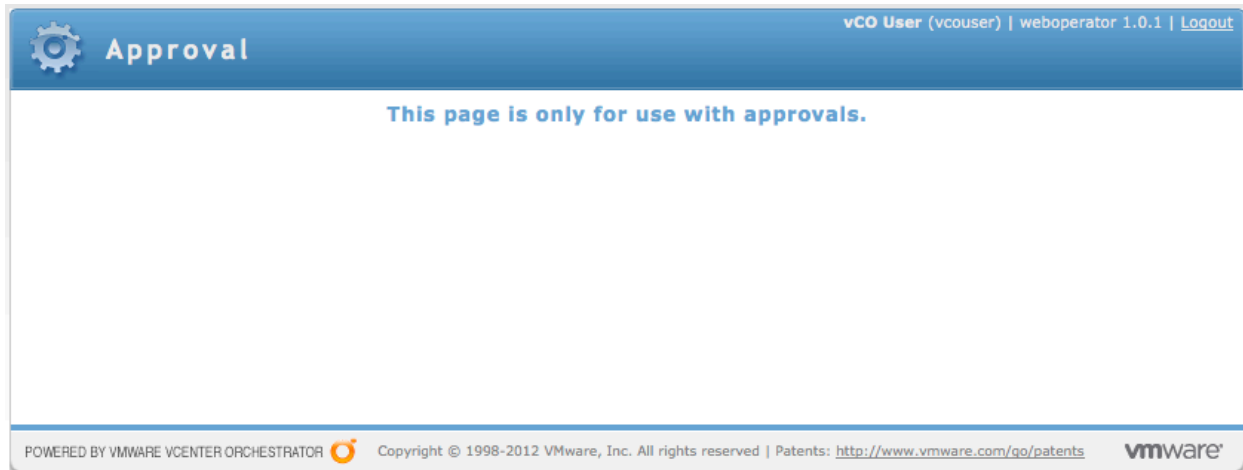 vCO User (vcouser) | weboperator 1.0.1 | Logout
Approval
This page is only for use with approvals.
POWERED BY VMWARE VCENTER ORCHESTRATOR Copyright © 1998-2012 VMware, Inc. All rights reserved | Patents: http://www.vmware.com/go/patents vmware